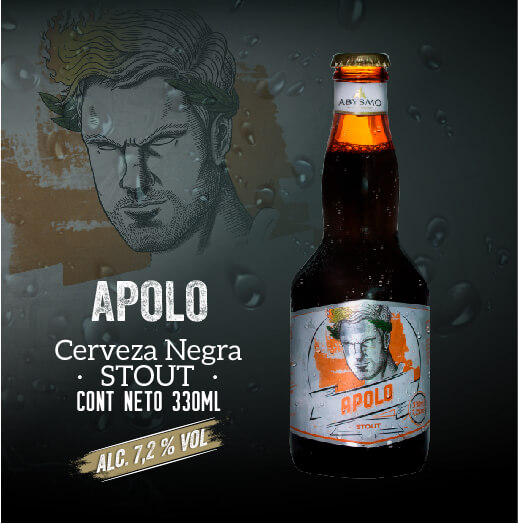 APOLO
Cerveza Negra
· STOUT ·
CONT NETO 330ML
ALC. 7,2 % VOL
ABYSMO
APOLO
STOUT